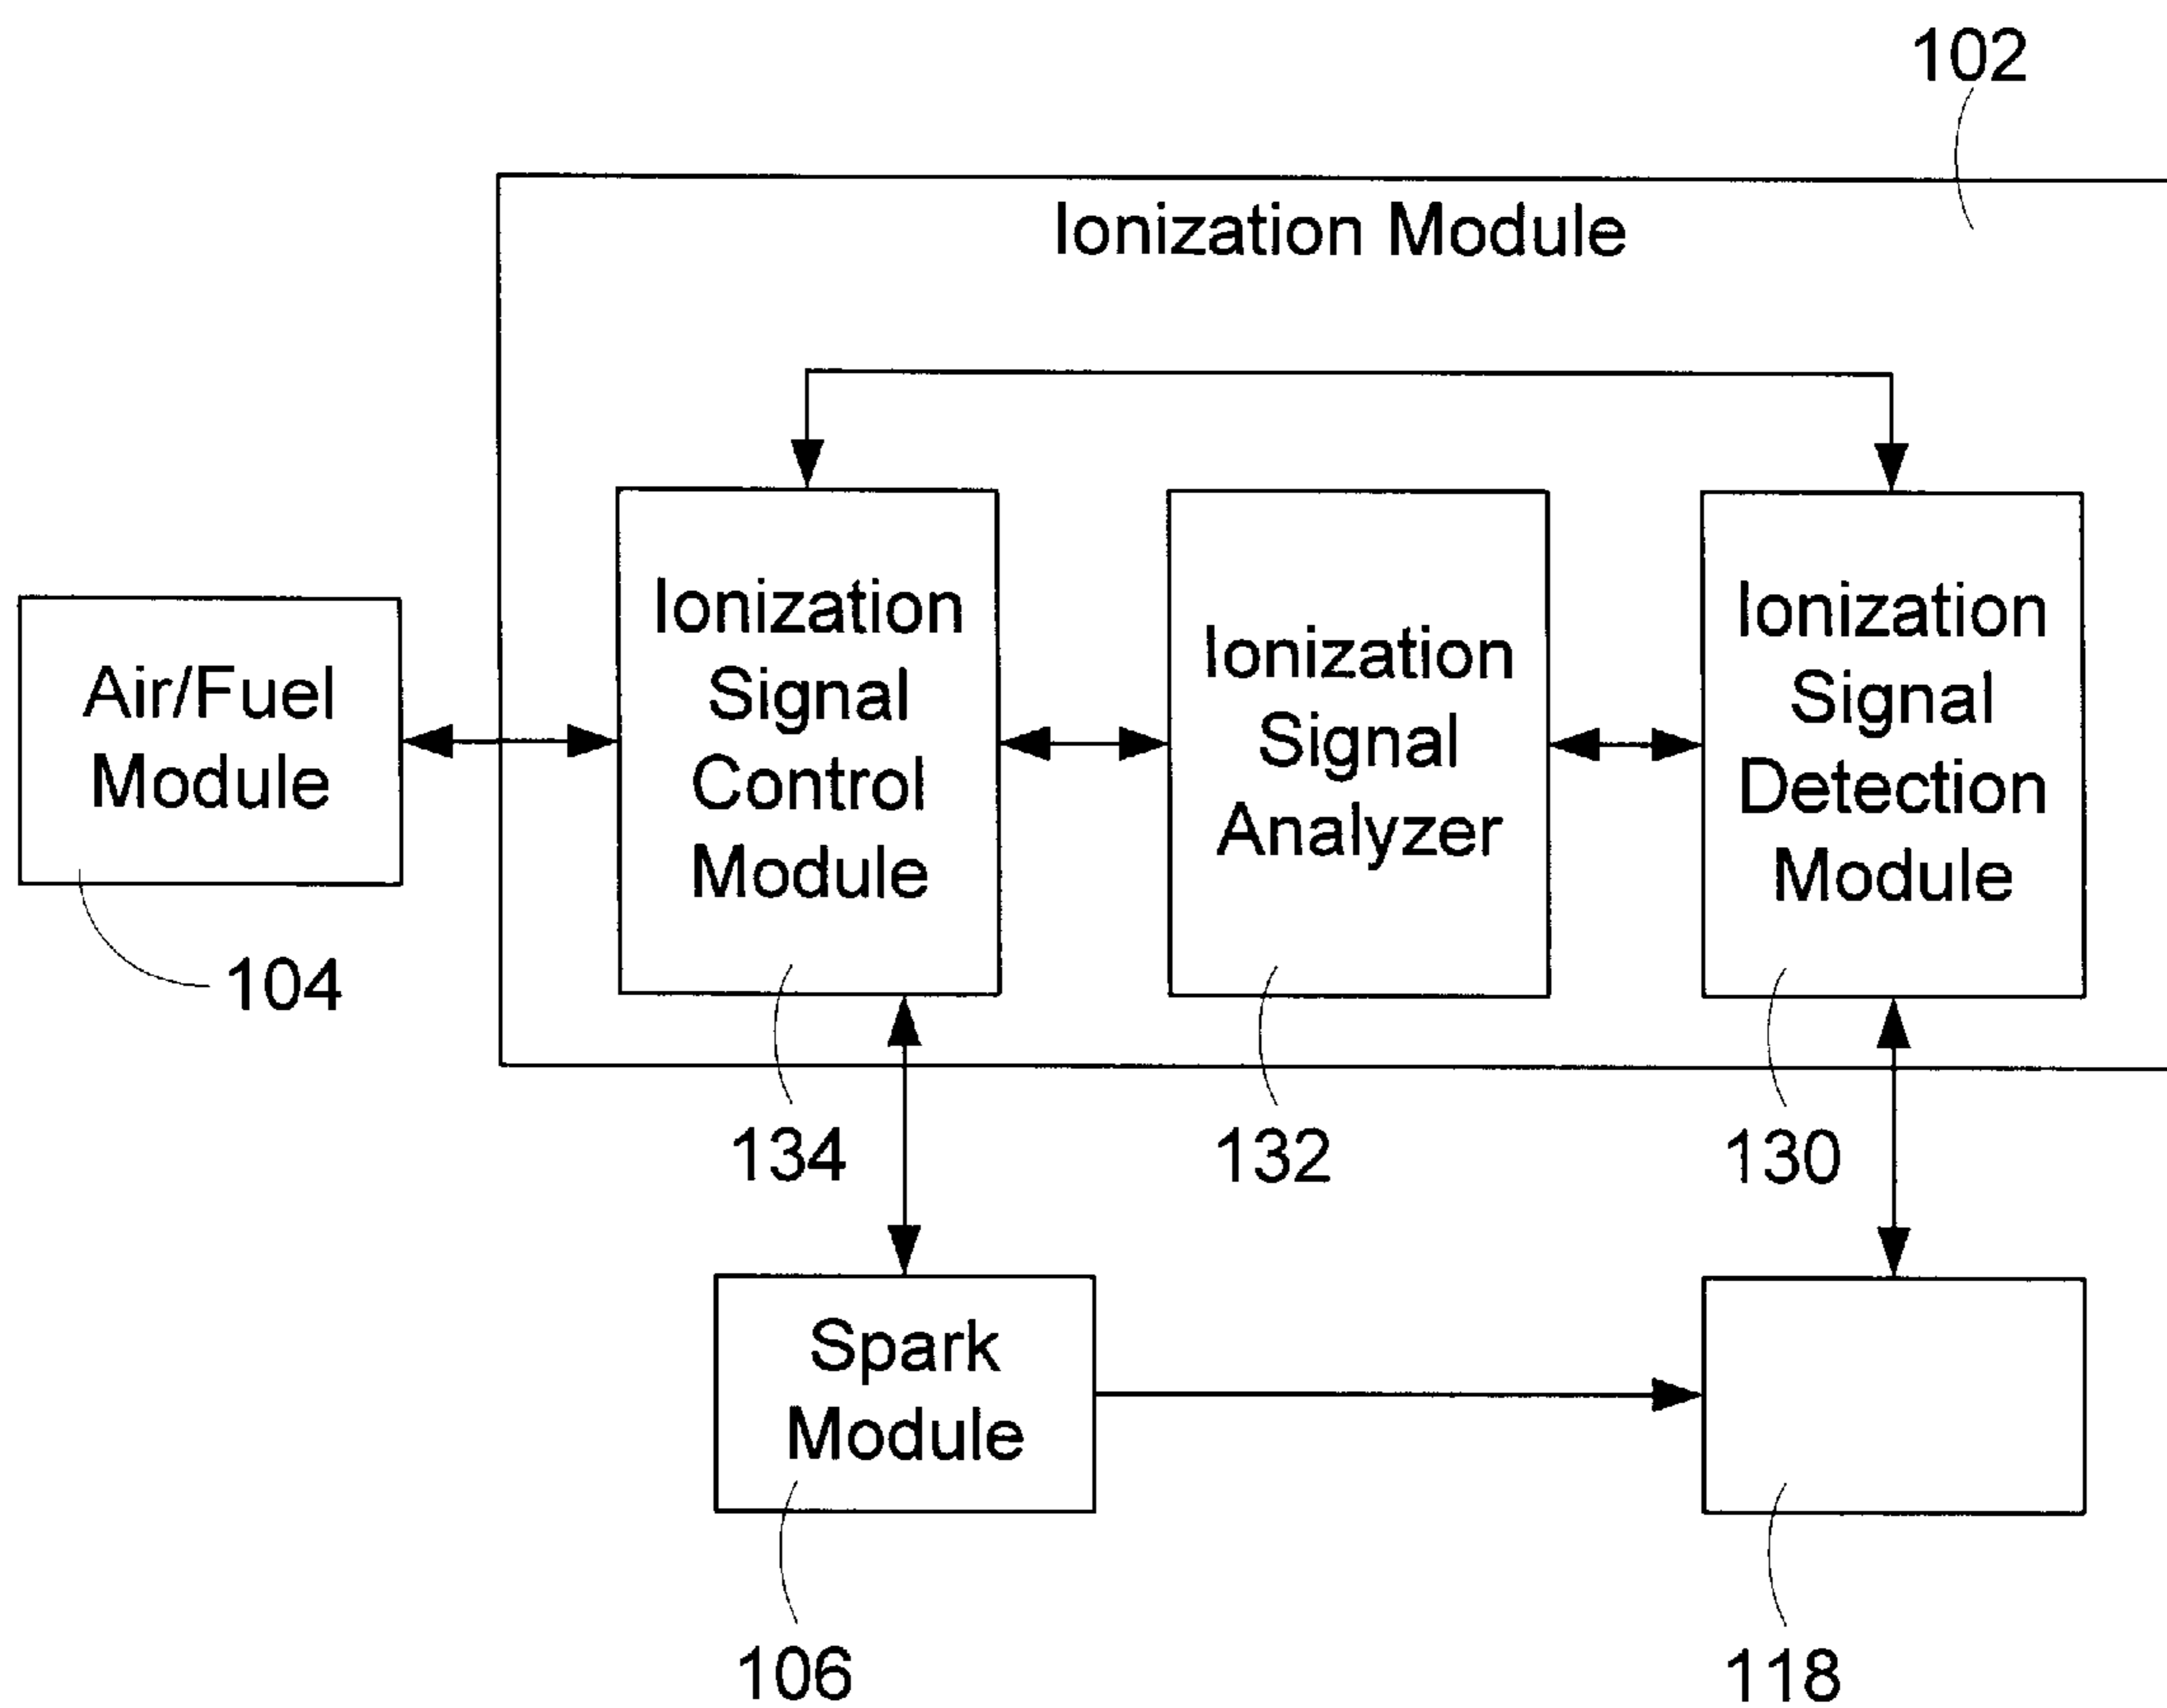 102
Ionization Module
Air/Fuel
Module
104
Ionization
Signal
Control
Module
134
Ionization
Signal
Analyzer
132
Ionization
Signal
Detection
Module
130
Spark
Module
106
118